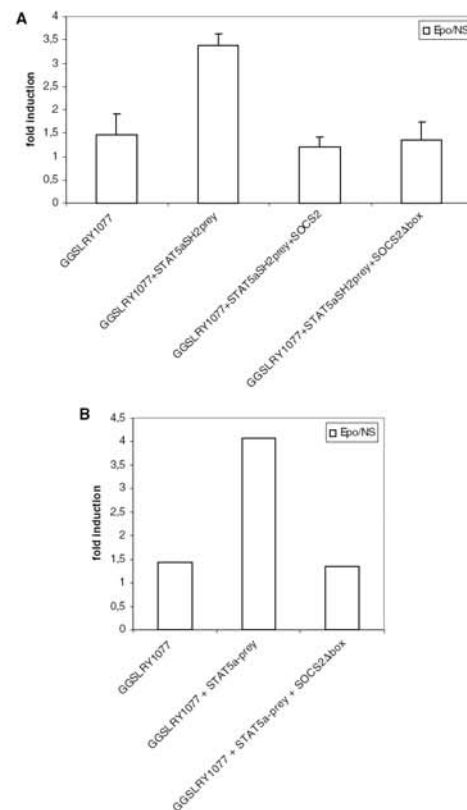 A
4
3,5
3
2,5
2
1,5
1
0,5
0
fold induction
Epo/NS
GGSLRY1077
GGSLRY1077+STAT5aSH2prey
GGSLRY1077+STAT5aSH2prey+SOCS2
GGSLRY1077+STAT5aSH2prey+SOCS2Δbox
B
4,5
4
3,5
3
2,5
2
1,5
1
0,5
0
fold induction
Epo/NS
GGSLRY1077
GGSLRY1077 + STAT5a-prey
GGSLRY1077 + STAT5a-prey + SOCS2Δbox